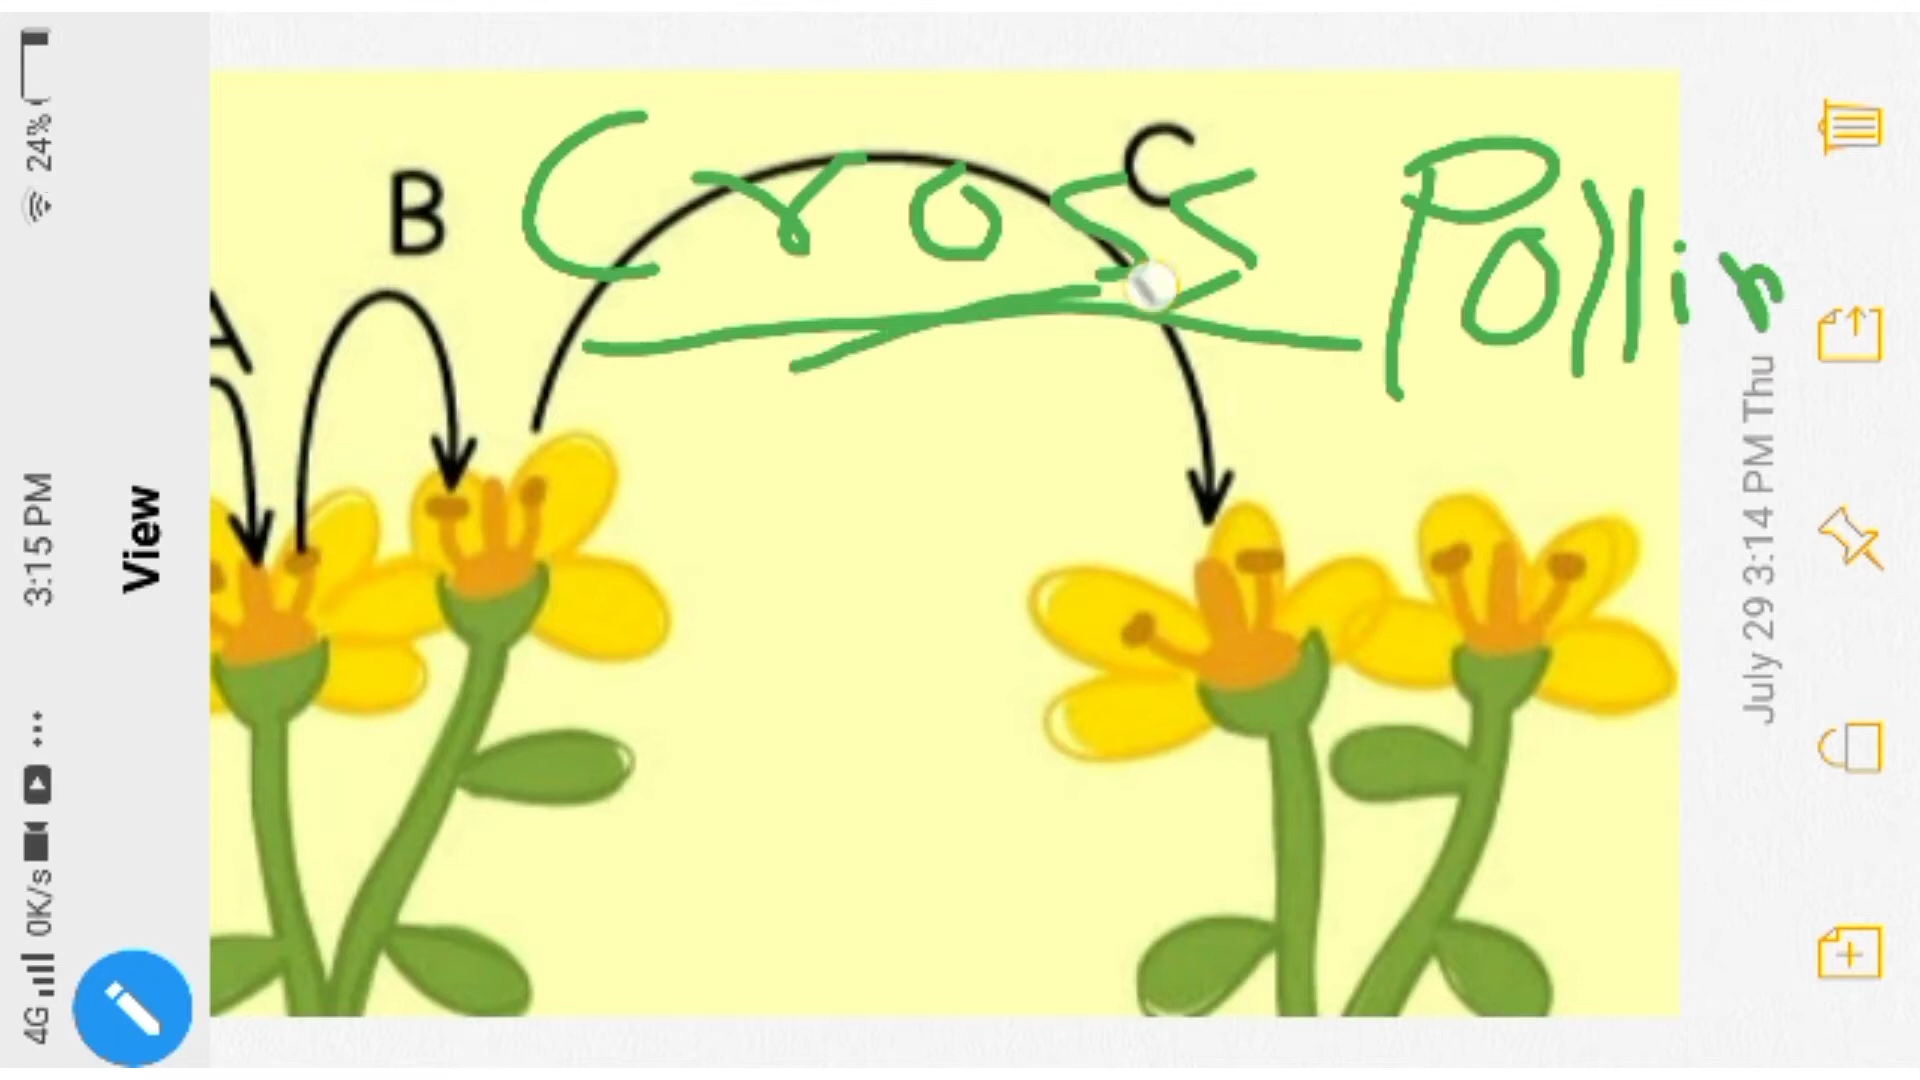 4G 0K/s ... 3:15 PM 24%
View
A
B
C
Cross Pollin
July 29 3:14 PM Thu